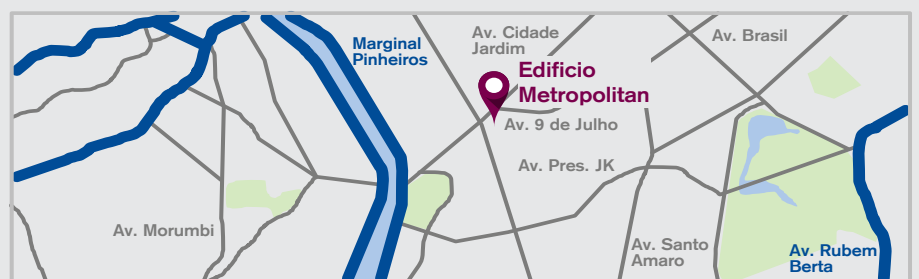 Marginal
Pinheiros
Av. Cidade
Jardim
Av. Brasil
Edificio
Metropolitan
Av. 9 de Julho
Av. Pres. JK
Av. Morumbi
Av. Santo
Amaro
Av. Rubem
Berta